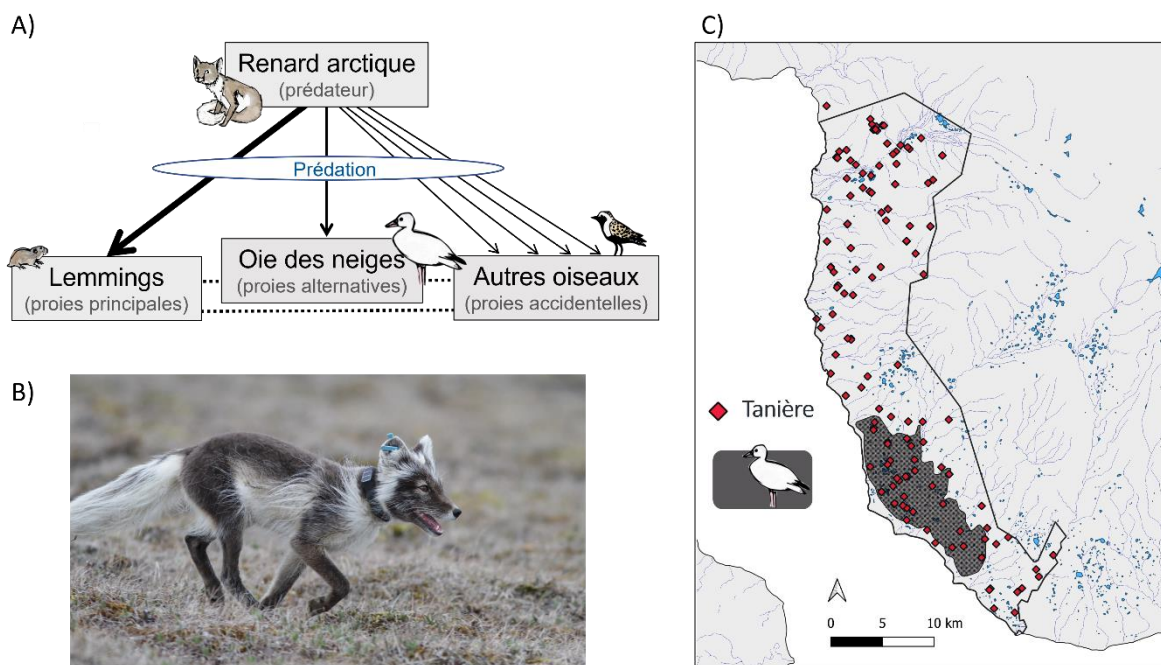 A)
Renard arctique
(prédateur)
Prédation
Lemmings
(proies principales)
Oie des neiges
(proies alternatives)
Autres oiseaux
(proies accidentelles)
B)
C)
Tanière
0 5 10 km